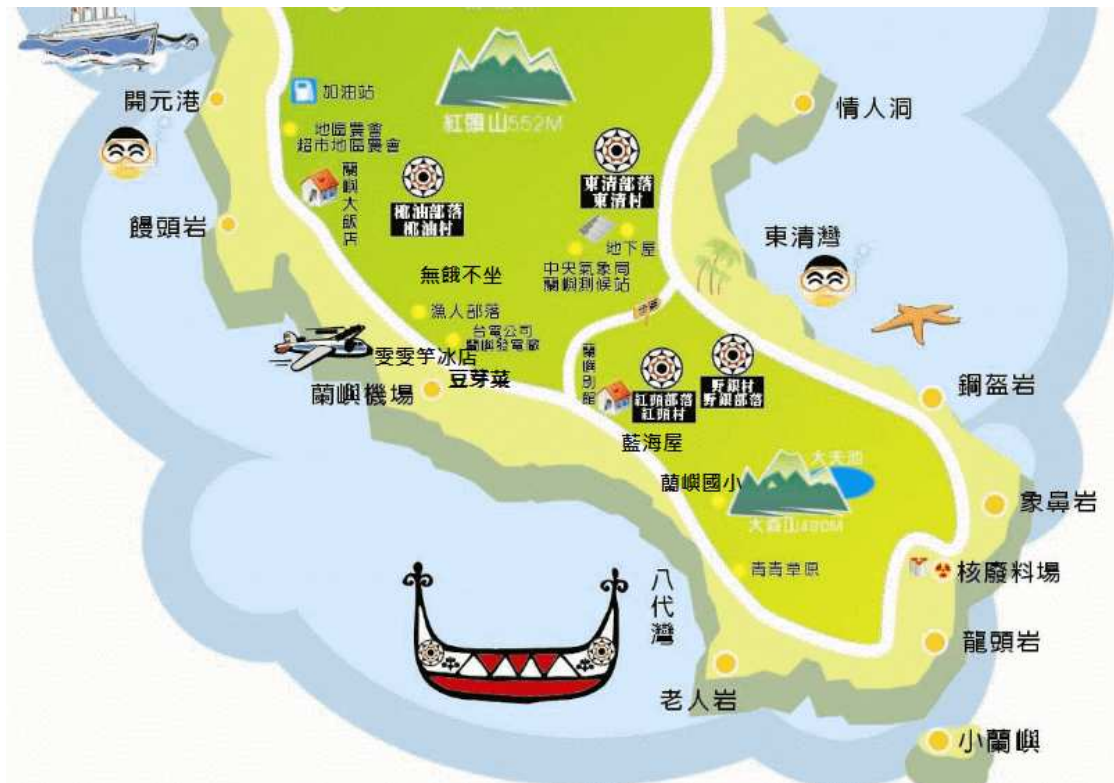 開元港
加油站
紅頭山552M
情人洞
地區農會
超市地區農會
蘭嶼大飯店
椰油部落
椰油村
東清部落
東清村
饅頭岩
地下屋
東清灣
中央氣象局
蘭嶼測候站
無餓不坐
漁人部落
台電公司
蘭嶼發電廠
雯雯竽冰店
豆芽菜
蘭嶼機場
蘭嶼別館
紅頭部落
紅頭村
野銀村
野銀部落
鋼盔岩
藍海屋
天池
蘭嶼國小
大森山480M
象鼻岩
青青草原
核廢料場
八代灣
龍頭岩
老人岩
小蘭嶼